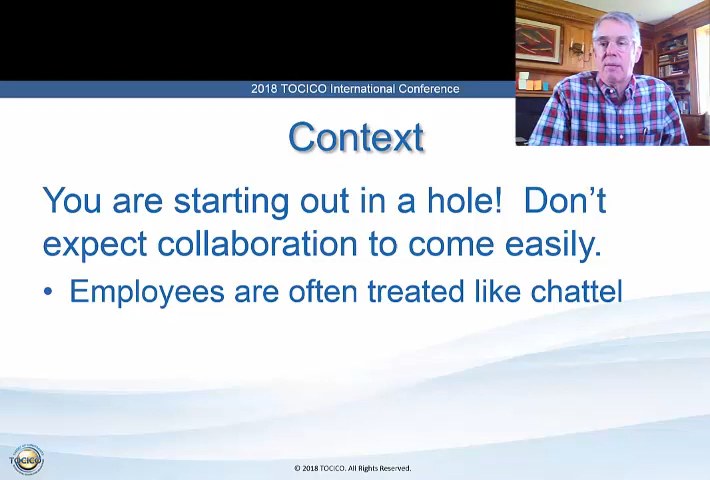 2018 TOCICO International Conference
Context
You are starting out in a hole!  Don't
expect collaboration to come easily.
• Employees are often treated like chattel
TOCICO
© 2018 TOCICO. All Rights Reserved.